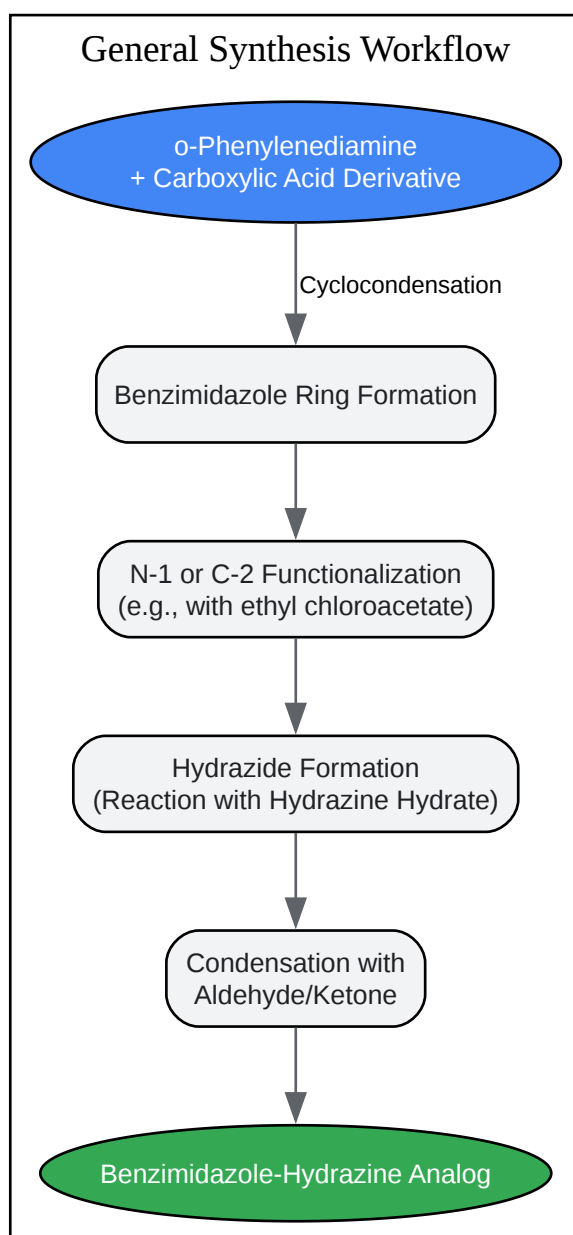 General Synthesis Workflow
o-Phenylenediamine
+ Carboxylic Acid Derivative
Cyclocondensation
Benzimidazole Ring Formation
N-1 or C-2 Functionalization
(e.g., with ethyl chloroacetate)
Hydrazide Formation
(Reaction with Hydrazine Hydrate)
Condensation with
Aldehyde/Ketone
Benzimidazole-Hydrazine Analog